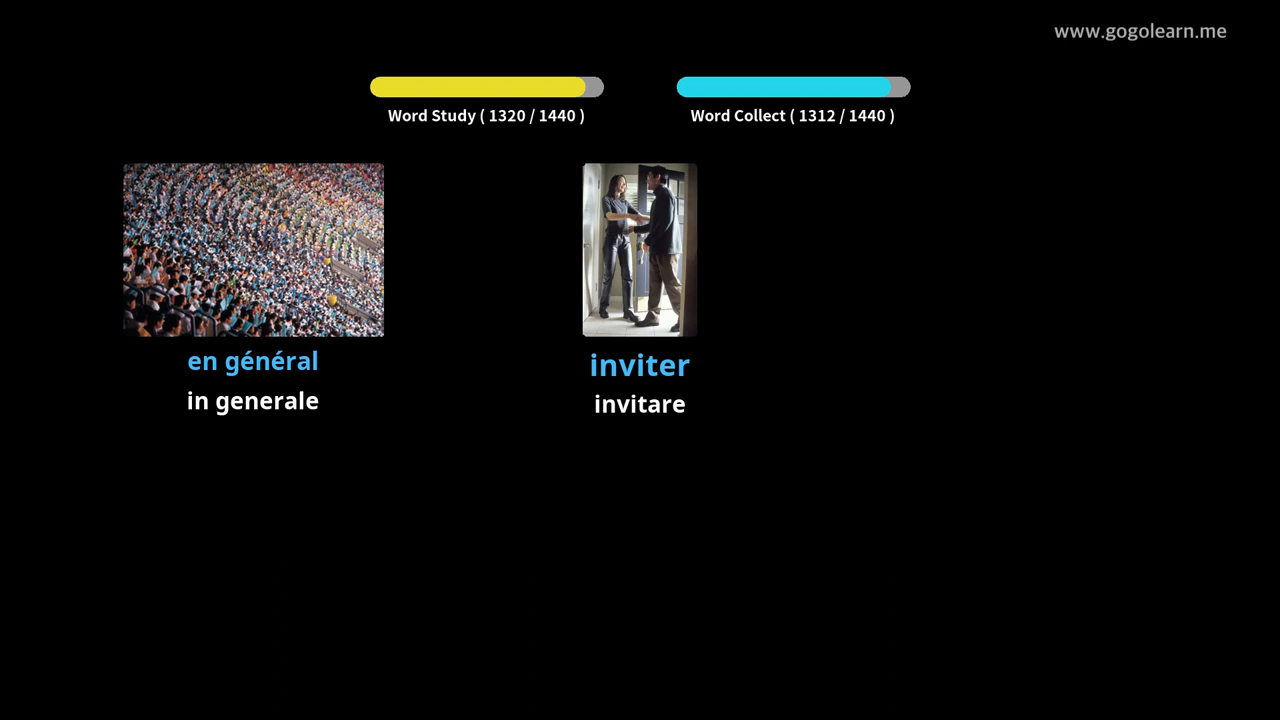 www.gogolearn.me
Word Study ( 1320 / 1440 )
Word Collect ( 1312 / 1440 )
en général
in generale
inviter
invitare